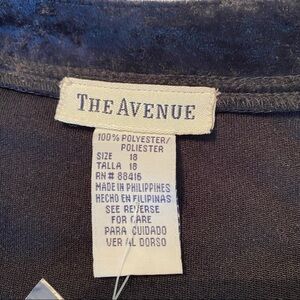 THE AVENUE
100% POLYESTER/
POLIESTER
SIZE 18
TALLA 18
RN# 88415
MADE IN PHILIPPINES
HECHO EN FILIPINAS
SEE REVERSE
FOR CARE
PARA CUIDADO
VER AL DORSO